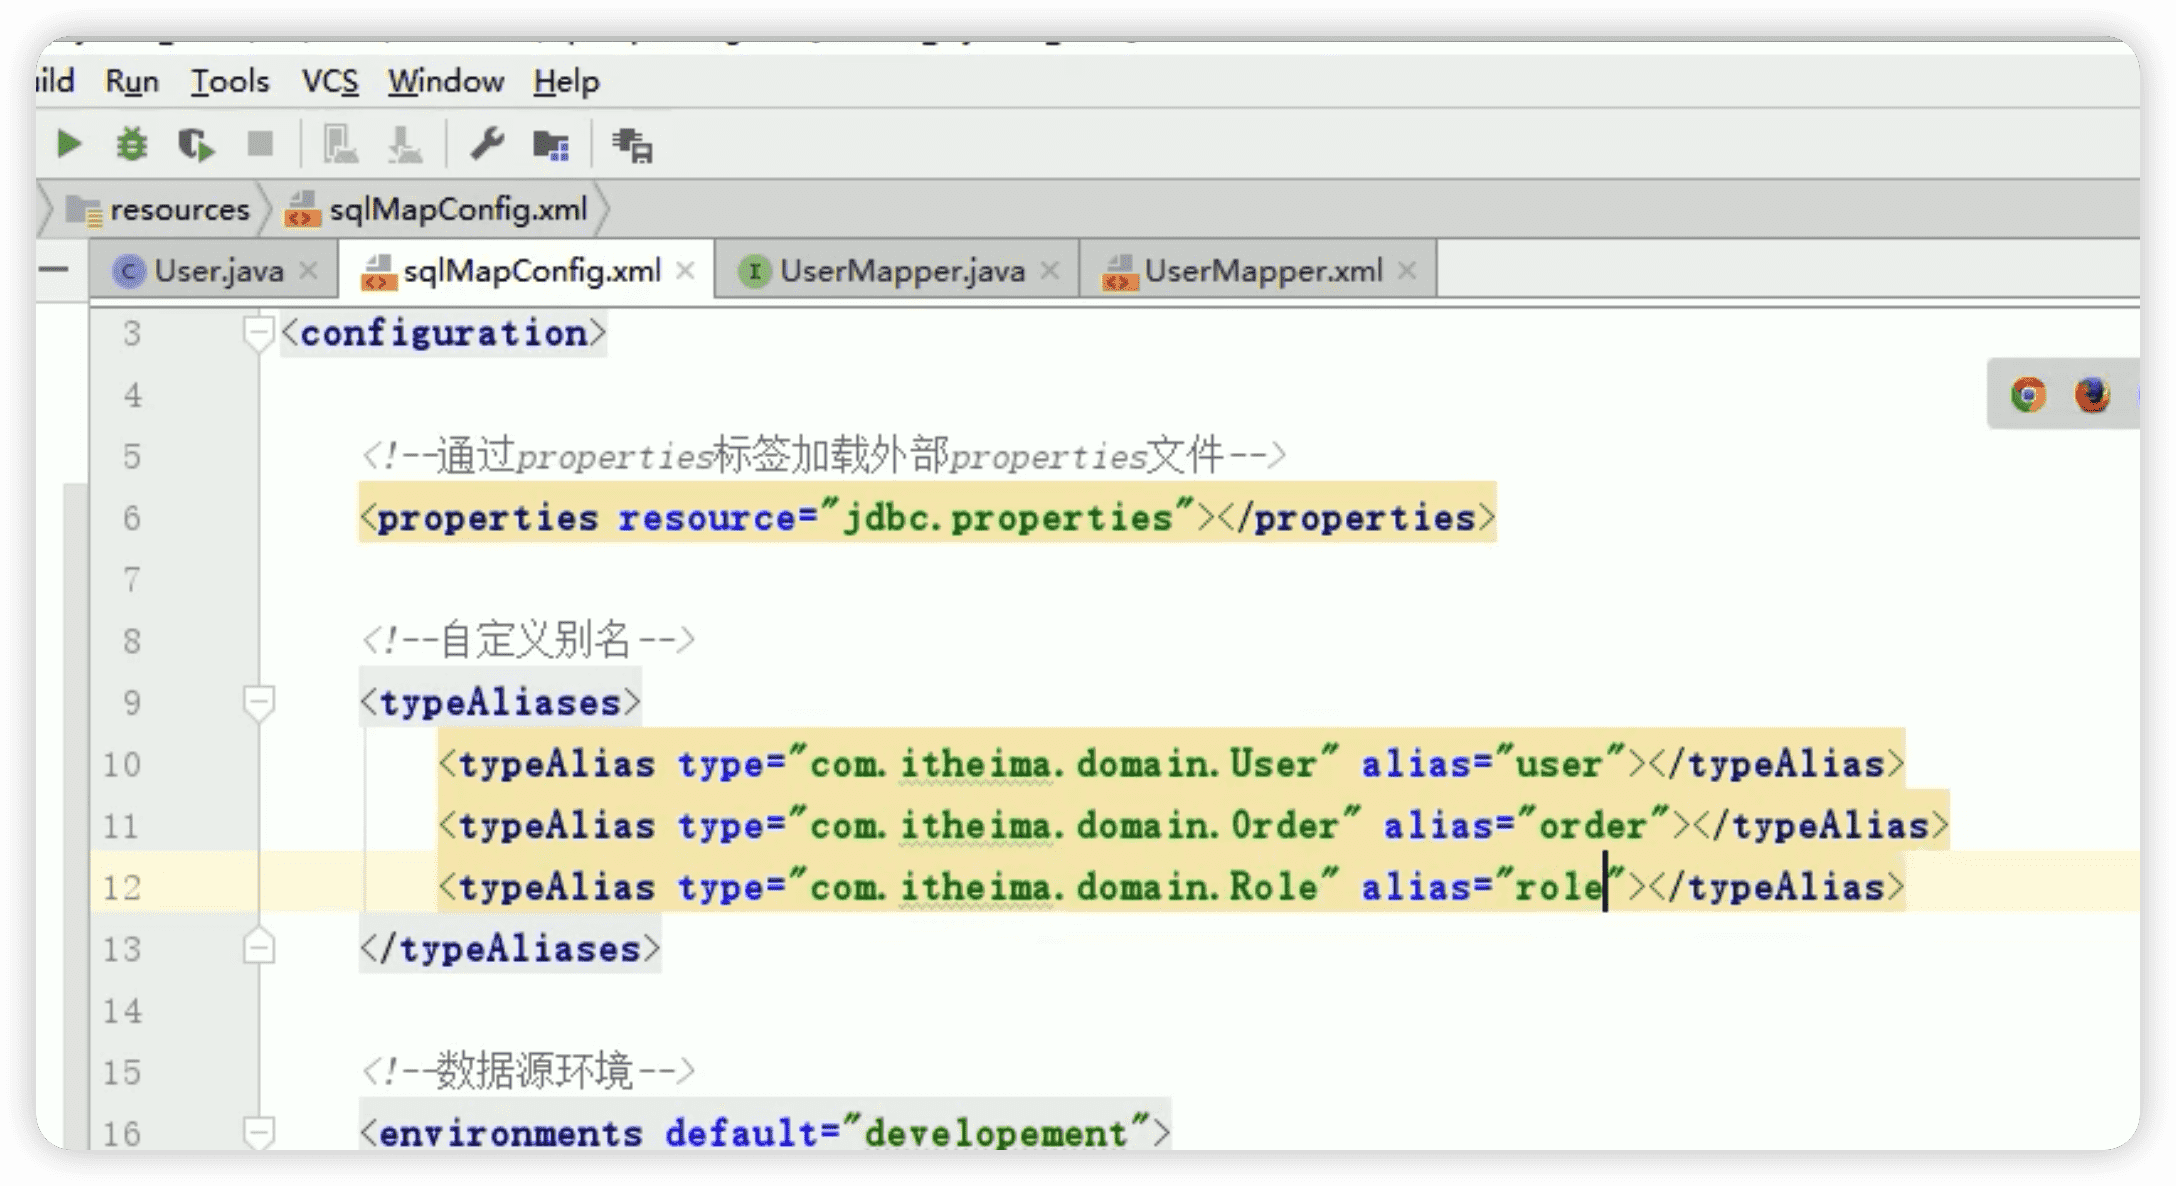 Run Tools VCS Window Help
resources sqlMapConfig.xml
User.java sqlMapConfig.xml UserMapper.java UserMapper.xml
3 <configuration>
4
5 <!--通过properties标签加载外部properties文件-->
6 <properties resource="jdbc.properties"></properties>
7
8 <!--自定义别名-->
9 <typeAliases>
10 <typeAlias type="com.itheima.domain.User" alias="user"></typeAlias>
11 <typeAlias type="com.itheima.domain.Order" alias="order"></typeAlias>
12 <typeAlias type="com.itheima.domain.Role" alias="role"></typeAlias>
13 </typeAliases>
14
15 <!--数据源环境-->
16 <environments default="developement">